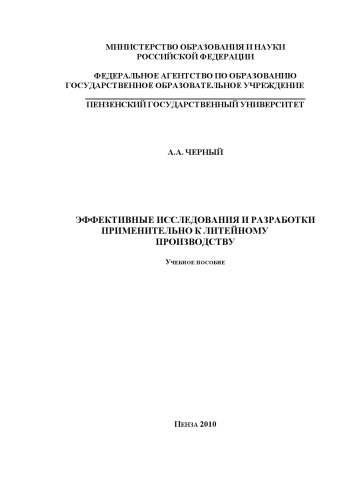 МИНИСТЕРСТВО ОБРАЗОВАНИЯ И НАУКИ
РОССИЙСКОЙ ФЕДЕРАЦИИ
ФЕДЕРАЛЬНОЕ АГЕНТСТВО ПО ОБРАЗОВАНИЮ
ГОСУДАРСТВЕННОЕ ОБРАЗОВАТЕЛЬНОЕ УЧРЕЖДЕНИЕ
ПЕНЗЕНСКИЙ ГОСУДАРСТВЕННЫЙ УНИВЕРСИТЕТ
А.А. ЧЕРНЫЙ
ЭФФЕКТИВНЫЕ ИССЛЕДОВАНИЯ И РАЗРАБОТКИ
ПРИМЕНИТЕЛЬНО К ЛИТЕЙНОМУ
ПРОИЗВОДСТВУ
УЧЕБНОЕ ПОСОБИЕ
ПЕНЗА 2010